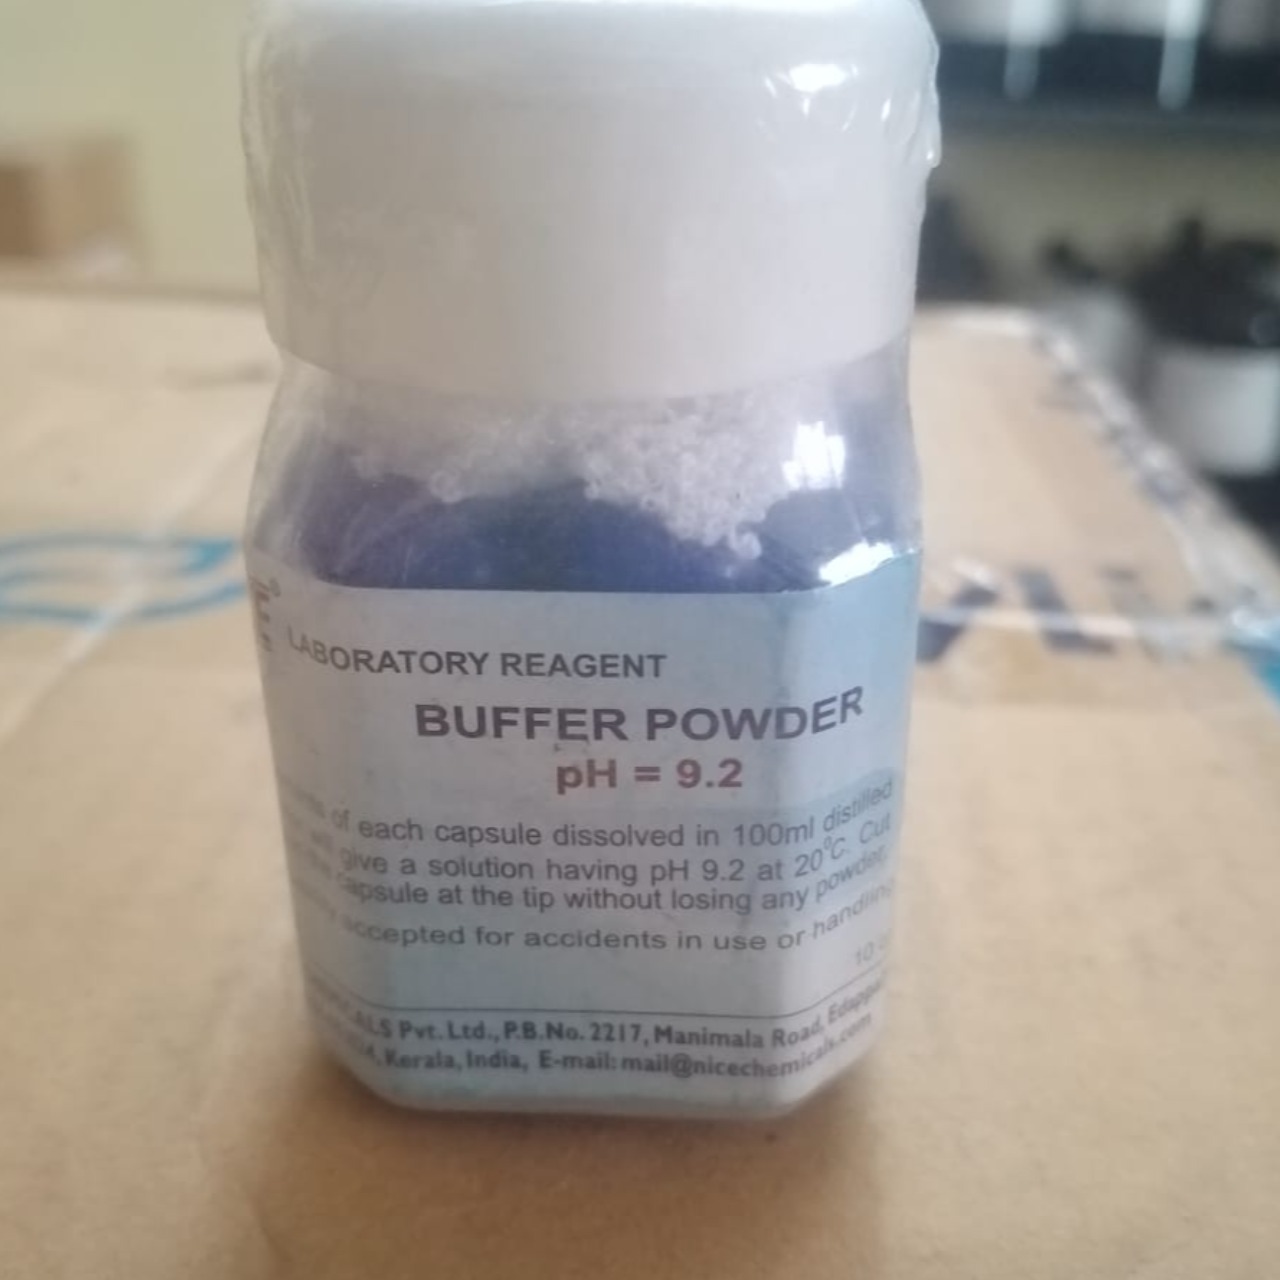 LABORATORY REAGENT
BUFFER POWDER
pH = 9.2
of each capsule dissolved in 100ml distilled
give a solution having pH 9.2 at 20°C. Cut
capsule at the tip without losing any powder.
accepted for accidents in use or handling
10
Pvt. Ltd., P.B.No. 2217, Manimala Road,
Kerala, India, E-mail: mail@nicechemicals.com